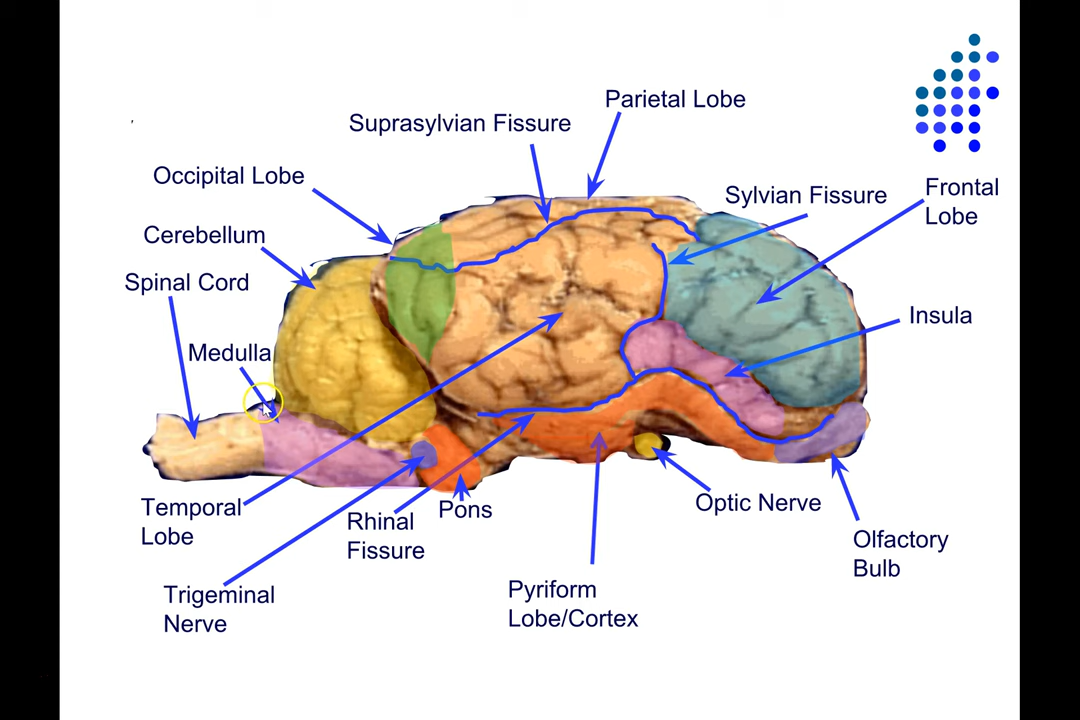 Parietal Lobe
Suprasylvian Fissure
Occipital Lobe
Sylvian Fissure
Frontal
Lobe
Cerebellum
Spinal Cord
Insula
Medulla
Temporal
Lobe
Rhinal
Fissure
Pons
Optic Nerve
Olfactory
Bulb
Trigeminal
Nerve
Pyriform
Lobe/Cortex